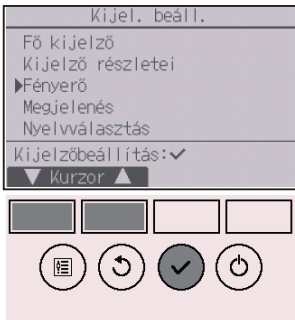 Kijel. beáll.
Fő kijelző
Kijelző részletei
▶Fényerő
Megjelenés
Nyelvválasztás
Kijelzőbeállítás:✓
▼ Kurzor ▲